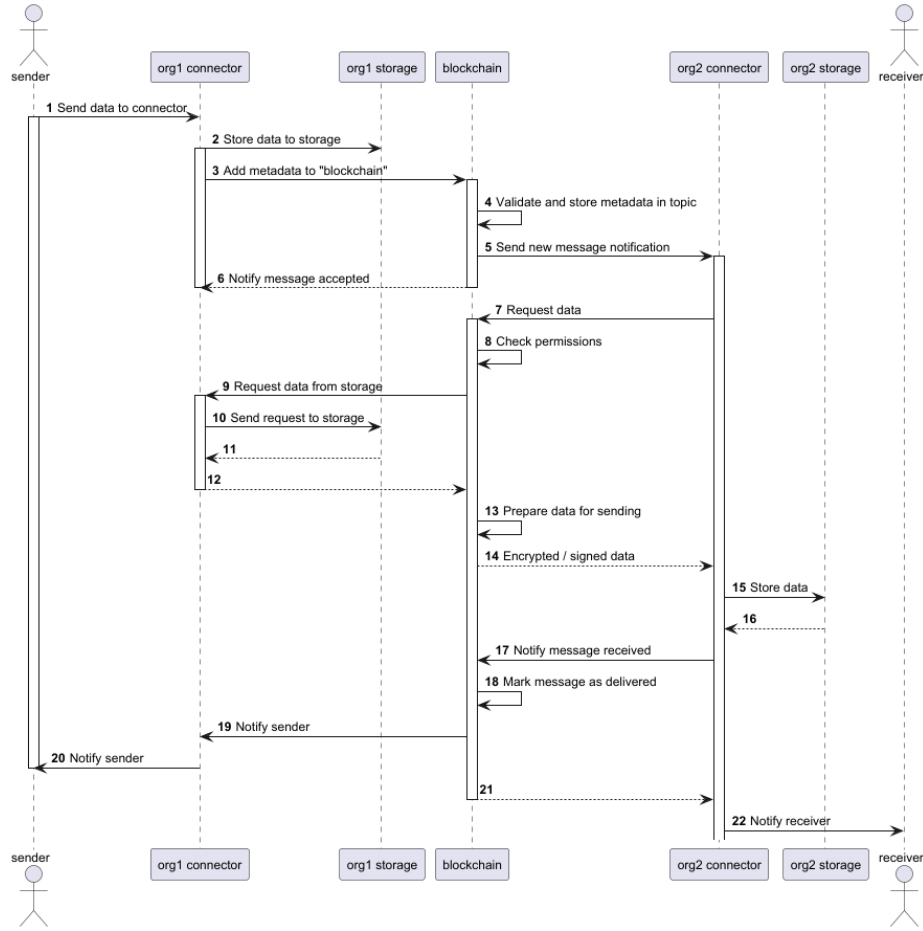 sender
org1 connector
org1 storage
blockchain
org2 connector
org2 storage
receiver
1 Send data to connector
2 Store data to storage
3 Add metadata to "blockchain"
4 Validate and store metadata in topic
5 Send new message notification
6 Notify message accepted
7 Request data
8 Check permissions
9 Request data from storage
10 Send request to storage
11
12
13 Prepare data for sending
14 Encrypted / signed data
15 Store data
16
17 Notify message received
18 Mark message as delivered
19 Notify sender
20 Notify sender
21
22 Notify receiver
sender
org1 connector
org1 storage
blockchain
org2 connector
org2 storage
receiver